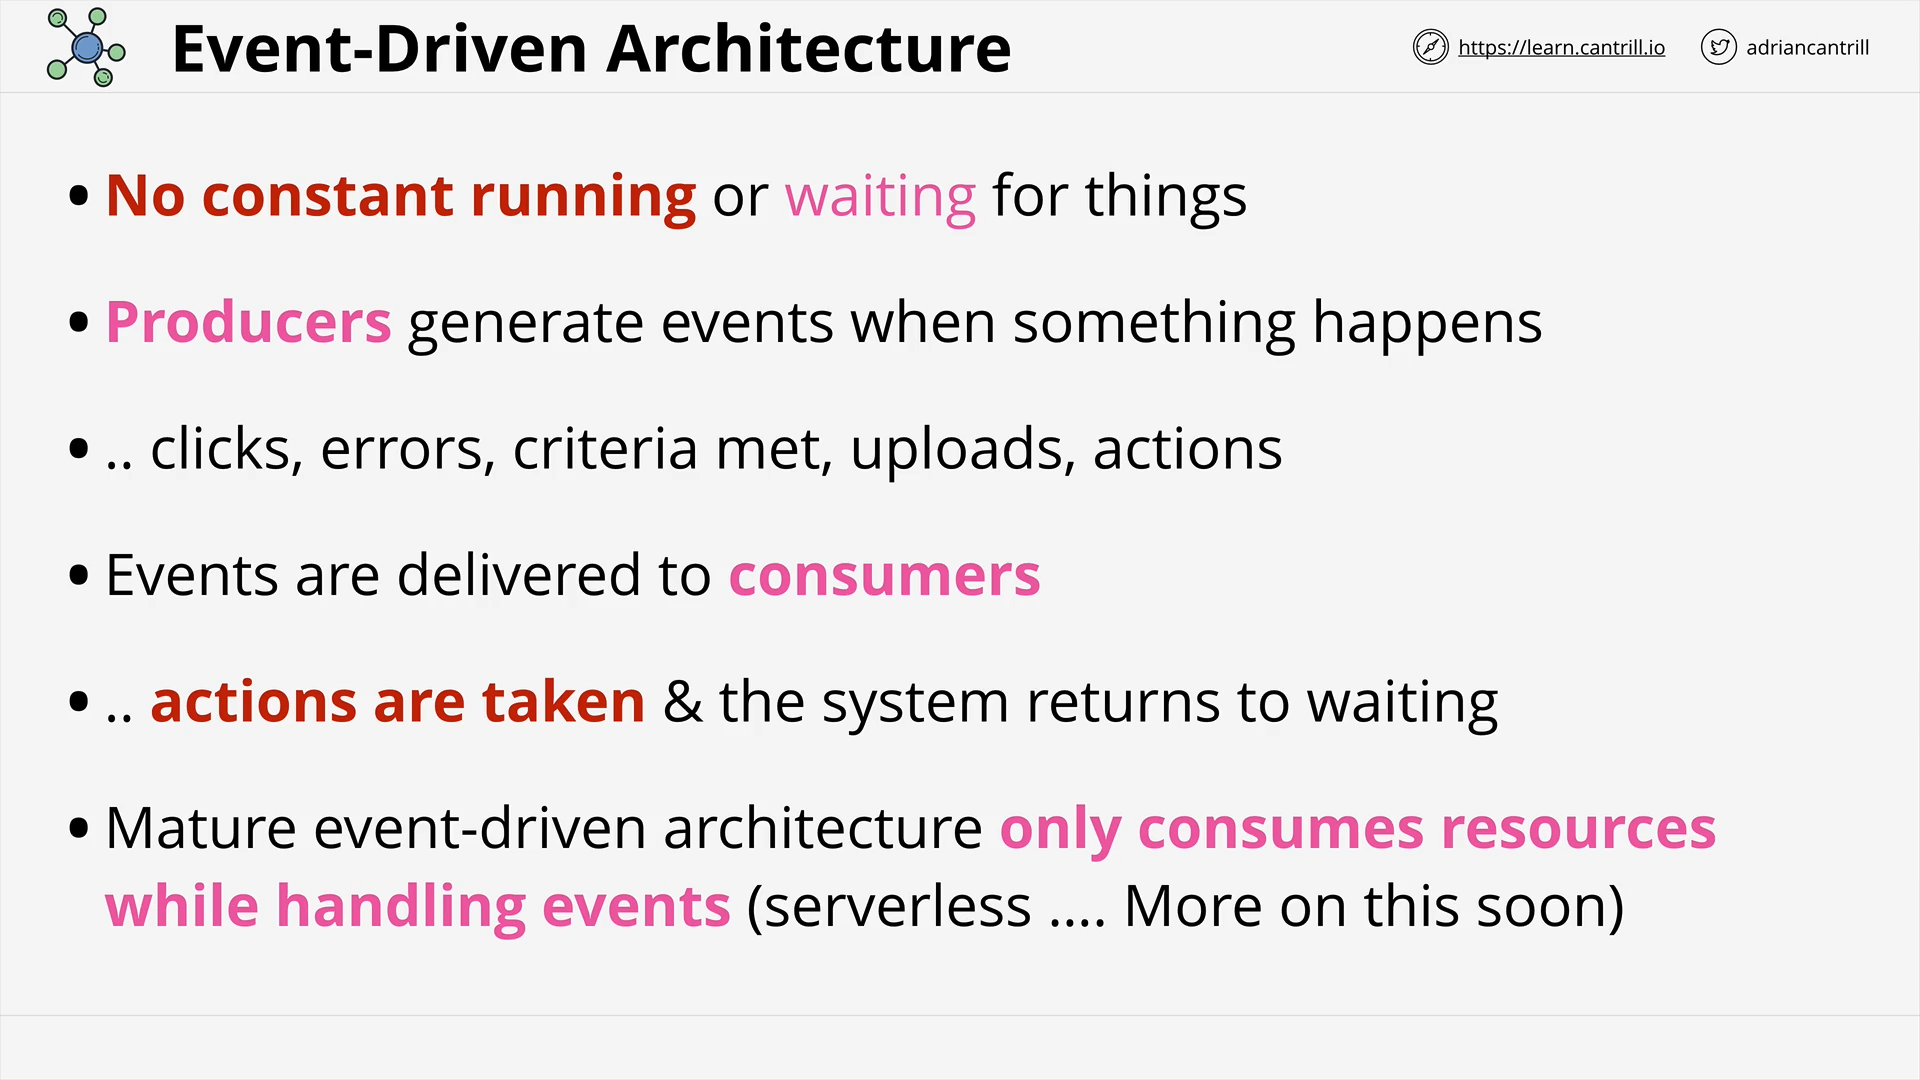 Event-Driven Architecture
https://learn.cantrill.io
adriancantrill
• No constant running or waiting for things
• Producers generate events when something happens
• .. clicks, errors, criteria met, uploads, actions
• Events are delivered to consumers
• .. actions are taken & the system returns to waiting
• Mature event-driven architecture only consumes resources
while handling events (serverless .... More on this soon)